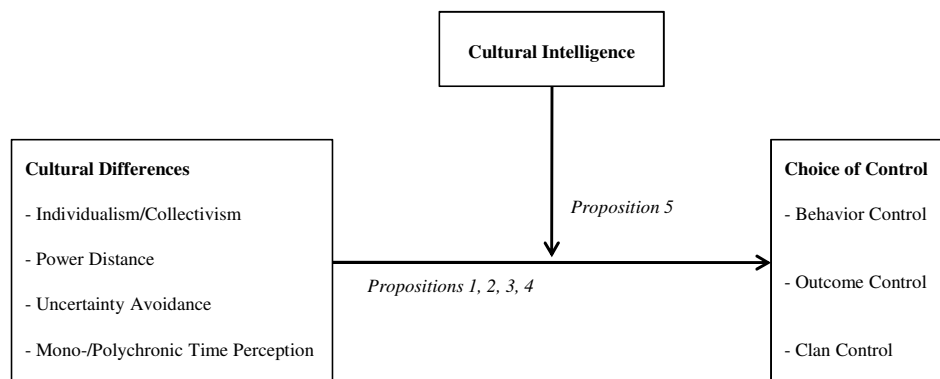 Cultural Intelligence
Cultural Differences
- Individualism/Collectivism
- Power Distance
- Uncertainty Avoidance
- Mono-/Polychronic Time Perception
Proposition 5
Propositions 1, 2, 3, 4
Choice of Control
- Behavior Control
- Outcome Control
- Clan Control